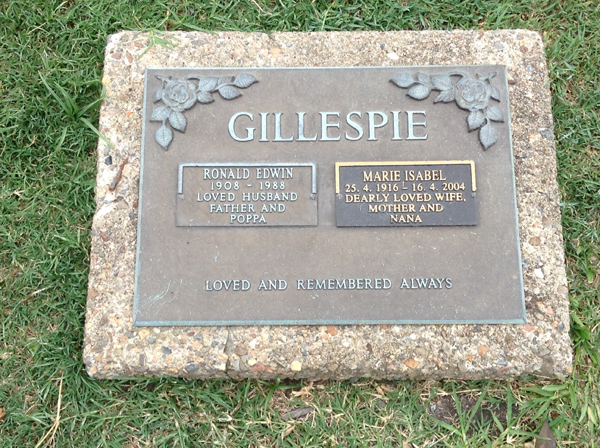 GILLESPIE
RONALD EDWIN
1908 - 1988
LOVED HUSBAND
FATHER AND
POPPA
MARIE ISABEL
25. 4. 1916 - 16. 4. 2004
DEARLY LOVED WIFE,
MOTHER AND
NANA
LOVED AND REMEMBERED ALWAYS